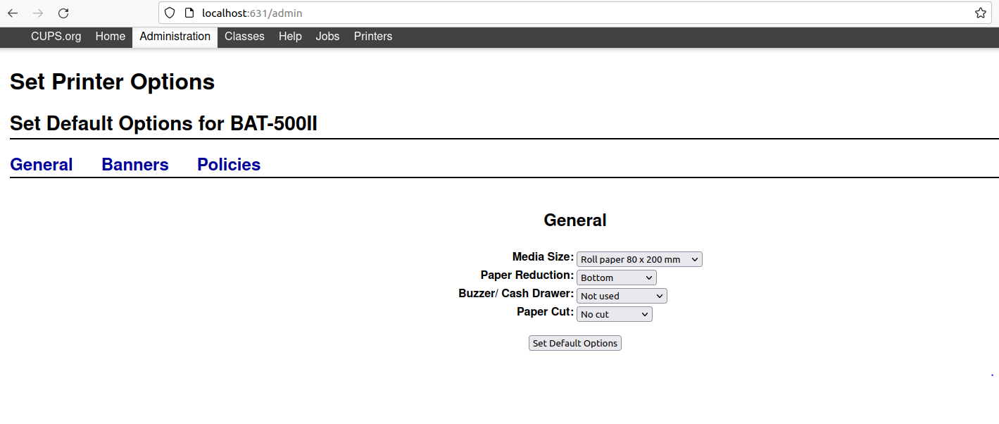 localhost:631/admin
CUPS.org Home Administration Classes Help Jobs Printers
Set Printer Options
Set Default Options for BAT-500II
General Banners Policies
General
Media Size: Roll paper 80 x 200 mm
Paper Reduction: Bottom
Buzzer/ Cash Drawer: Not used
Paper Cut: No cut
Set Default Options